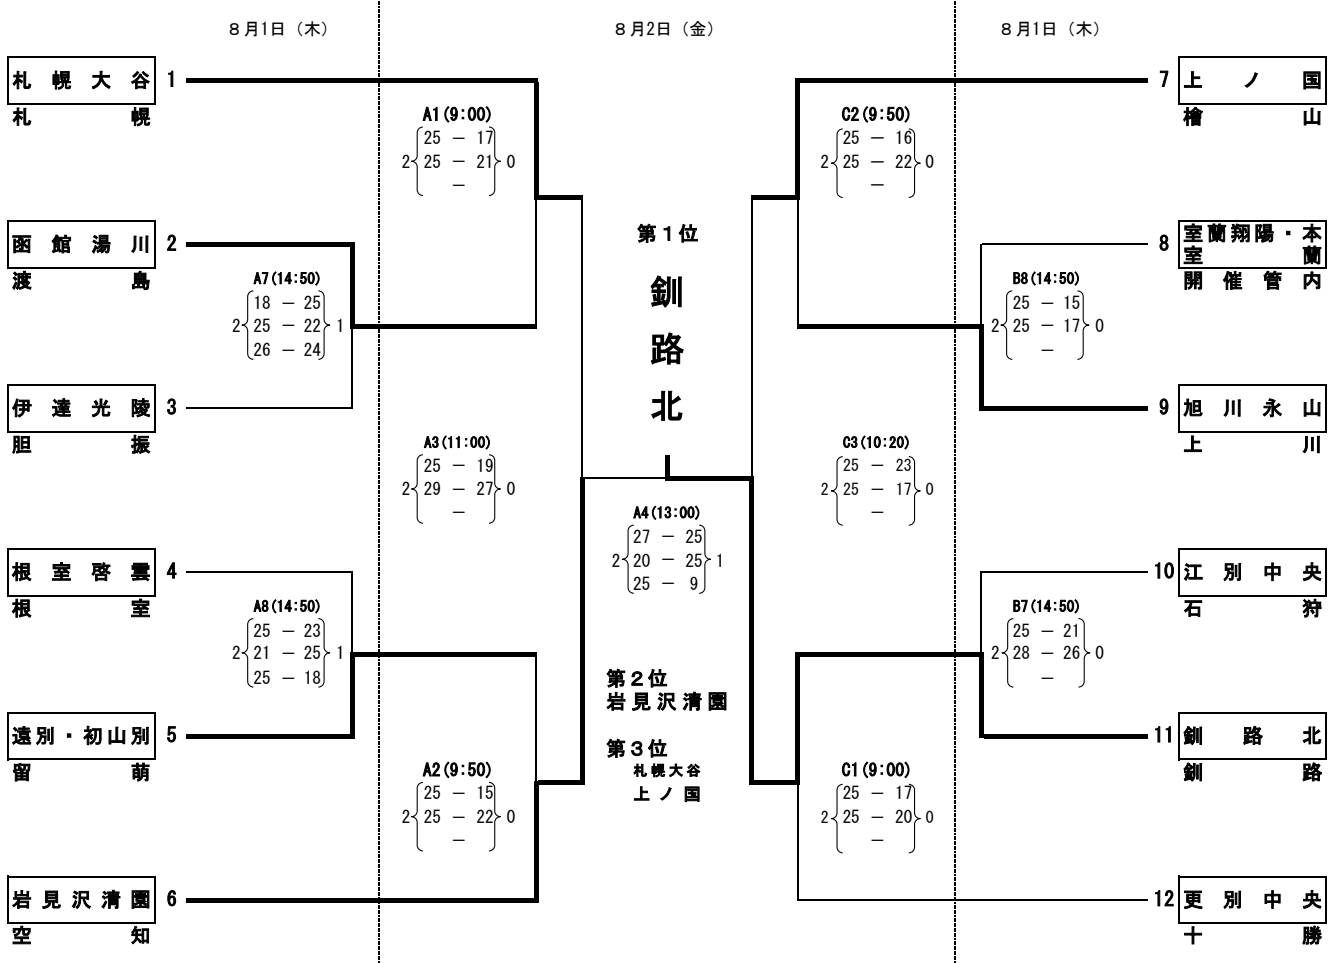 ８月1日（木）
８月2日（金）
８月1日（木）
札幌大谷 1
札幌
函館湯川 2
渡島
伊達光陵 3
胆振
根室啓雲 4
根室
遠別・初山別 5
留萌
岩見沢清園 6
空知
A7(14:50)
18 － 25
2 25 － 22 1
26 － 24
A8(14:50)
25 － 23
2 21 － 25 1
25 － 18
A1(9:00)
25 － 17
2 25 － 21 0
－
A3(11:00)
25 － 19
2 29 － 27 0
－
A2(9:50)
25 － 15
2 25 － 22 0
－
第１位
釧路北
A4(13:00)
27 － 25
2 20 － 25 1
25 － 9
第２位
岩見沢清園
第３位
札幌大谷
上ノ国
C2(9:50)
25 － 16
2 25 － 22 0
－
C3(10:20)
25 － 23
2 25 － 17 0
－
C1(9:00)
25 － 17
2 25 － 20 0
－
B8(14:50)
25 － 15
2 25 － 17 0
－
B7(14:50)
25 － 21
2 28 － 26 0
－
7 上ノ国
檜山
8 室蘭翔陽・本
室蘭
開催管内
9 旭川永山
上川
10 江別中央
石狩
11 釧路北
釧路
12 更別中央
十勝